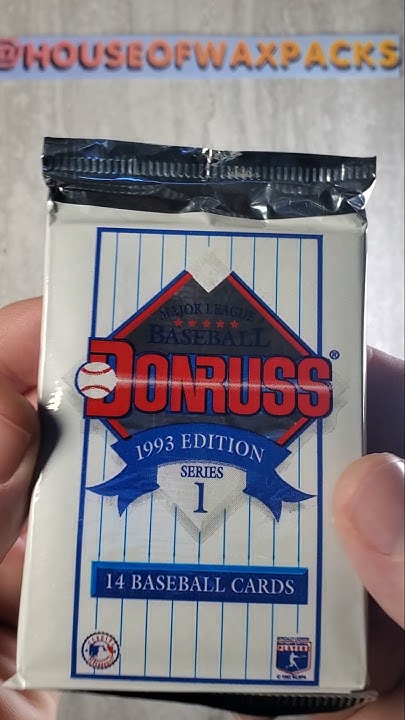 @HOUSEOFWAXPACKS
MAJOR LEAGUE
BASEBALL
DONRUSS®
1993 EDITION
SERIES
1
14 BASEBALL CARDS